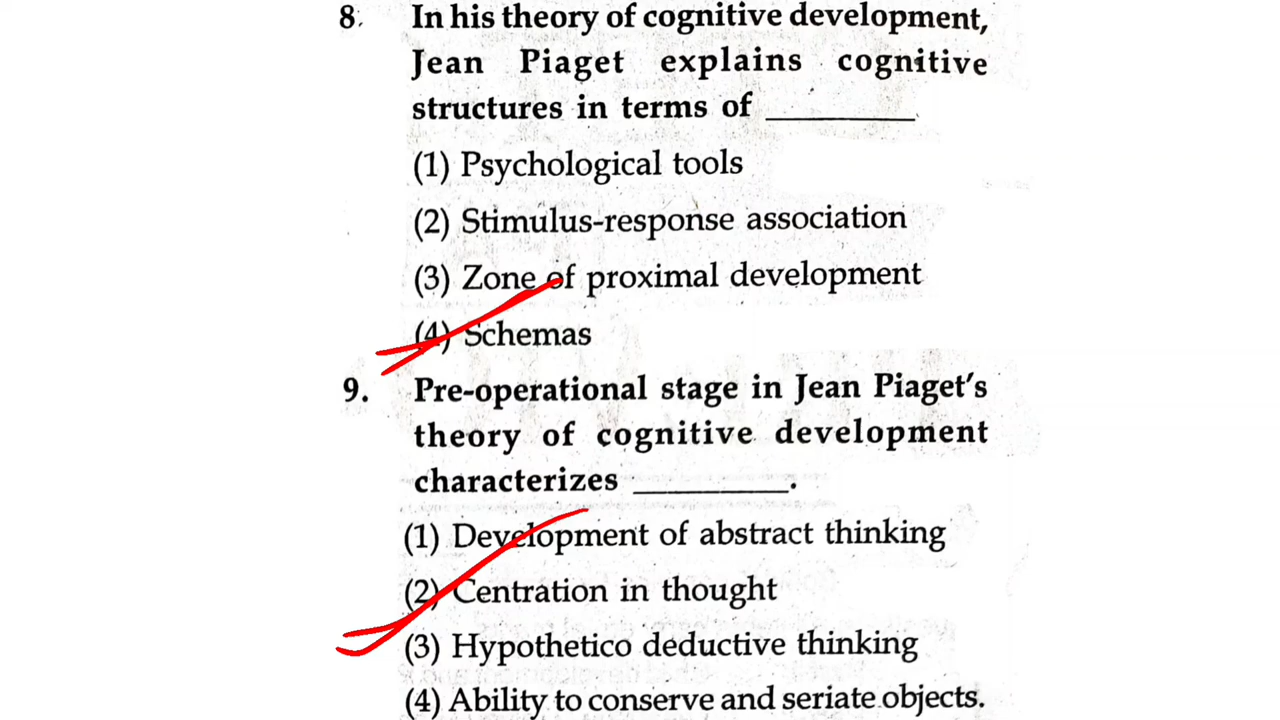 8. In his theory of cognitive development,
Jean Piaget explains cognitive
structures in terms of _________
(1) Psychological tools
(2) Stimulus-response association
(3) Zone of proximal development
(4) Schemas
9. Pre-operational stage in Jean Piaget's
theory of cognitive development
characterizes _________.
(1) Development of abstract thinking
(2) Centration in thought
(3) Hypothetico deductive thinking
(4) Ability to conserve and seriate objects.